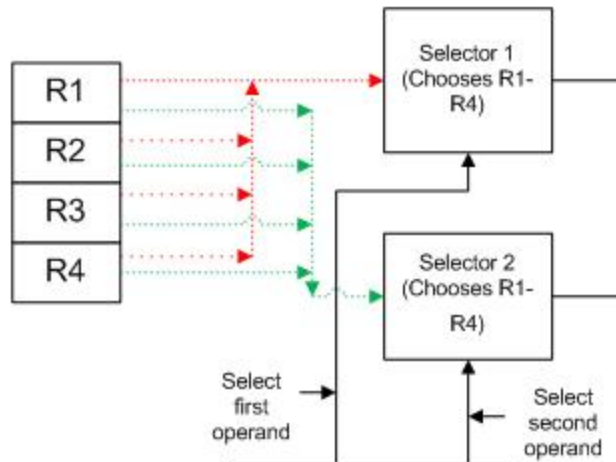 R1
R2
R3
R4
Selector 1
(Chooses R1-
R4)
Selector 2
(Chooses R1-
R4)
Select
first
operand
Select
second
operand